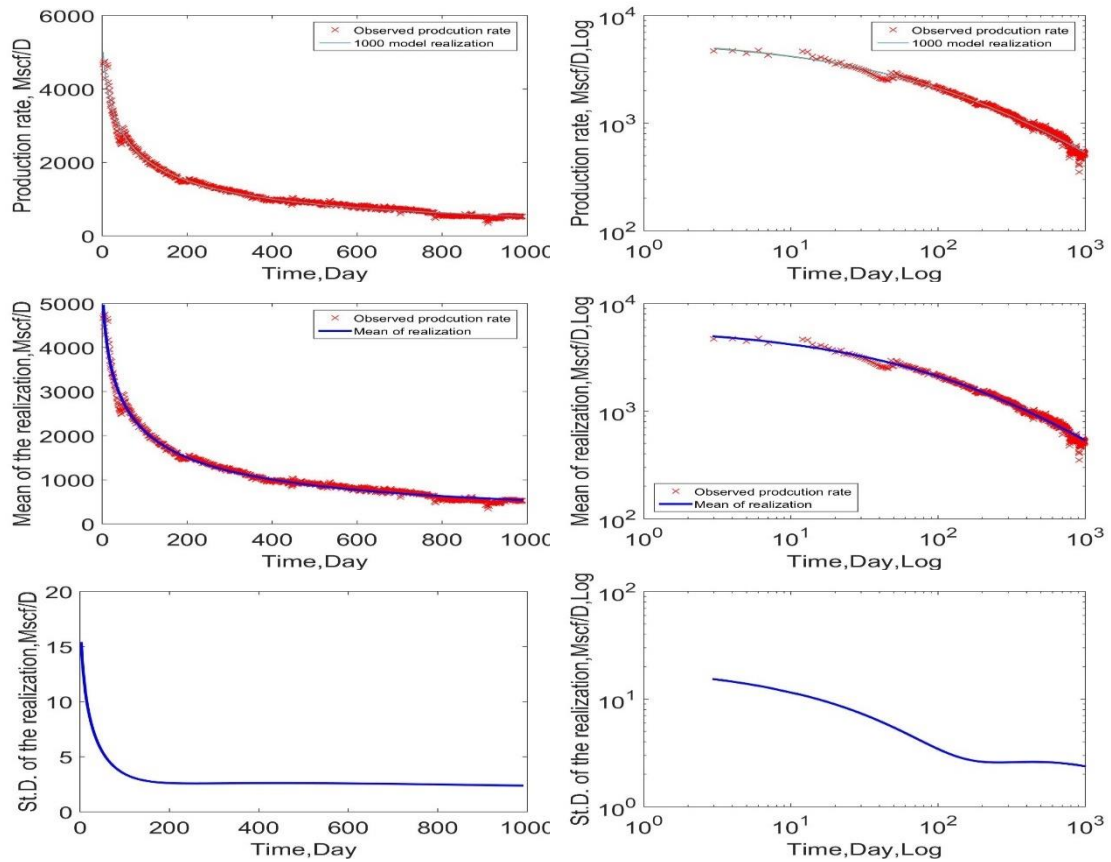 Production rate, Mscf/D
6000
4000
2000
0
× Observed prodcution rate
1000 model realization
0 200 400 600 800 1000
Time,Day
Production rate, Mscf/D,Log
10^4
10^3
10^2
× Observed prodcution rate
1000 model realization
10^0 10^1 10^2 10^3
Time,Day,Log
Mean of the realization,Mscf/D
5000
4000
3000
2000
1000
0
× Observed prodcution rate
Mean of realization
0 200 400 600 800 1000
Time,Day
Mean of realization,Mscf/D,Log
10^4
10^3
10^2
× Observed prodcution rate
Mean of realization
10^0 10^1 10^2 10^3
Time,Day,Log
St.D. of the realization,Mscf/D
20
15
10
5
0
0 200 400 600 800 1000
Time,Day
St.D. of the realization,Mscf/D,Log
10^2
10^1
10^0
10^0 10^1 10^2 10^3
Time,Day,Log